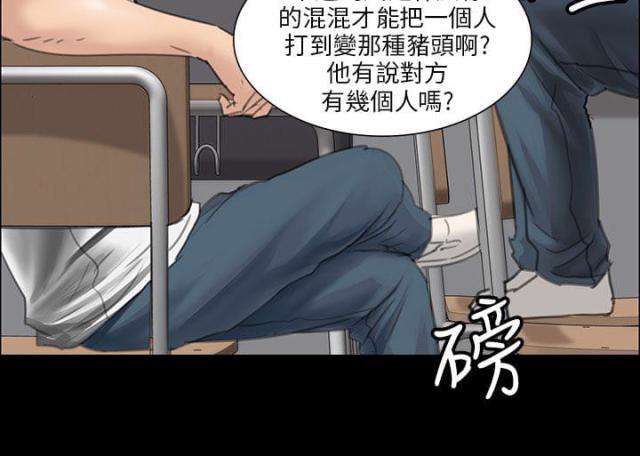 的混混才能把一個人
打到變那種豬頭啊?
他有說對方
有幾個人嗎?
磅